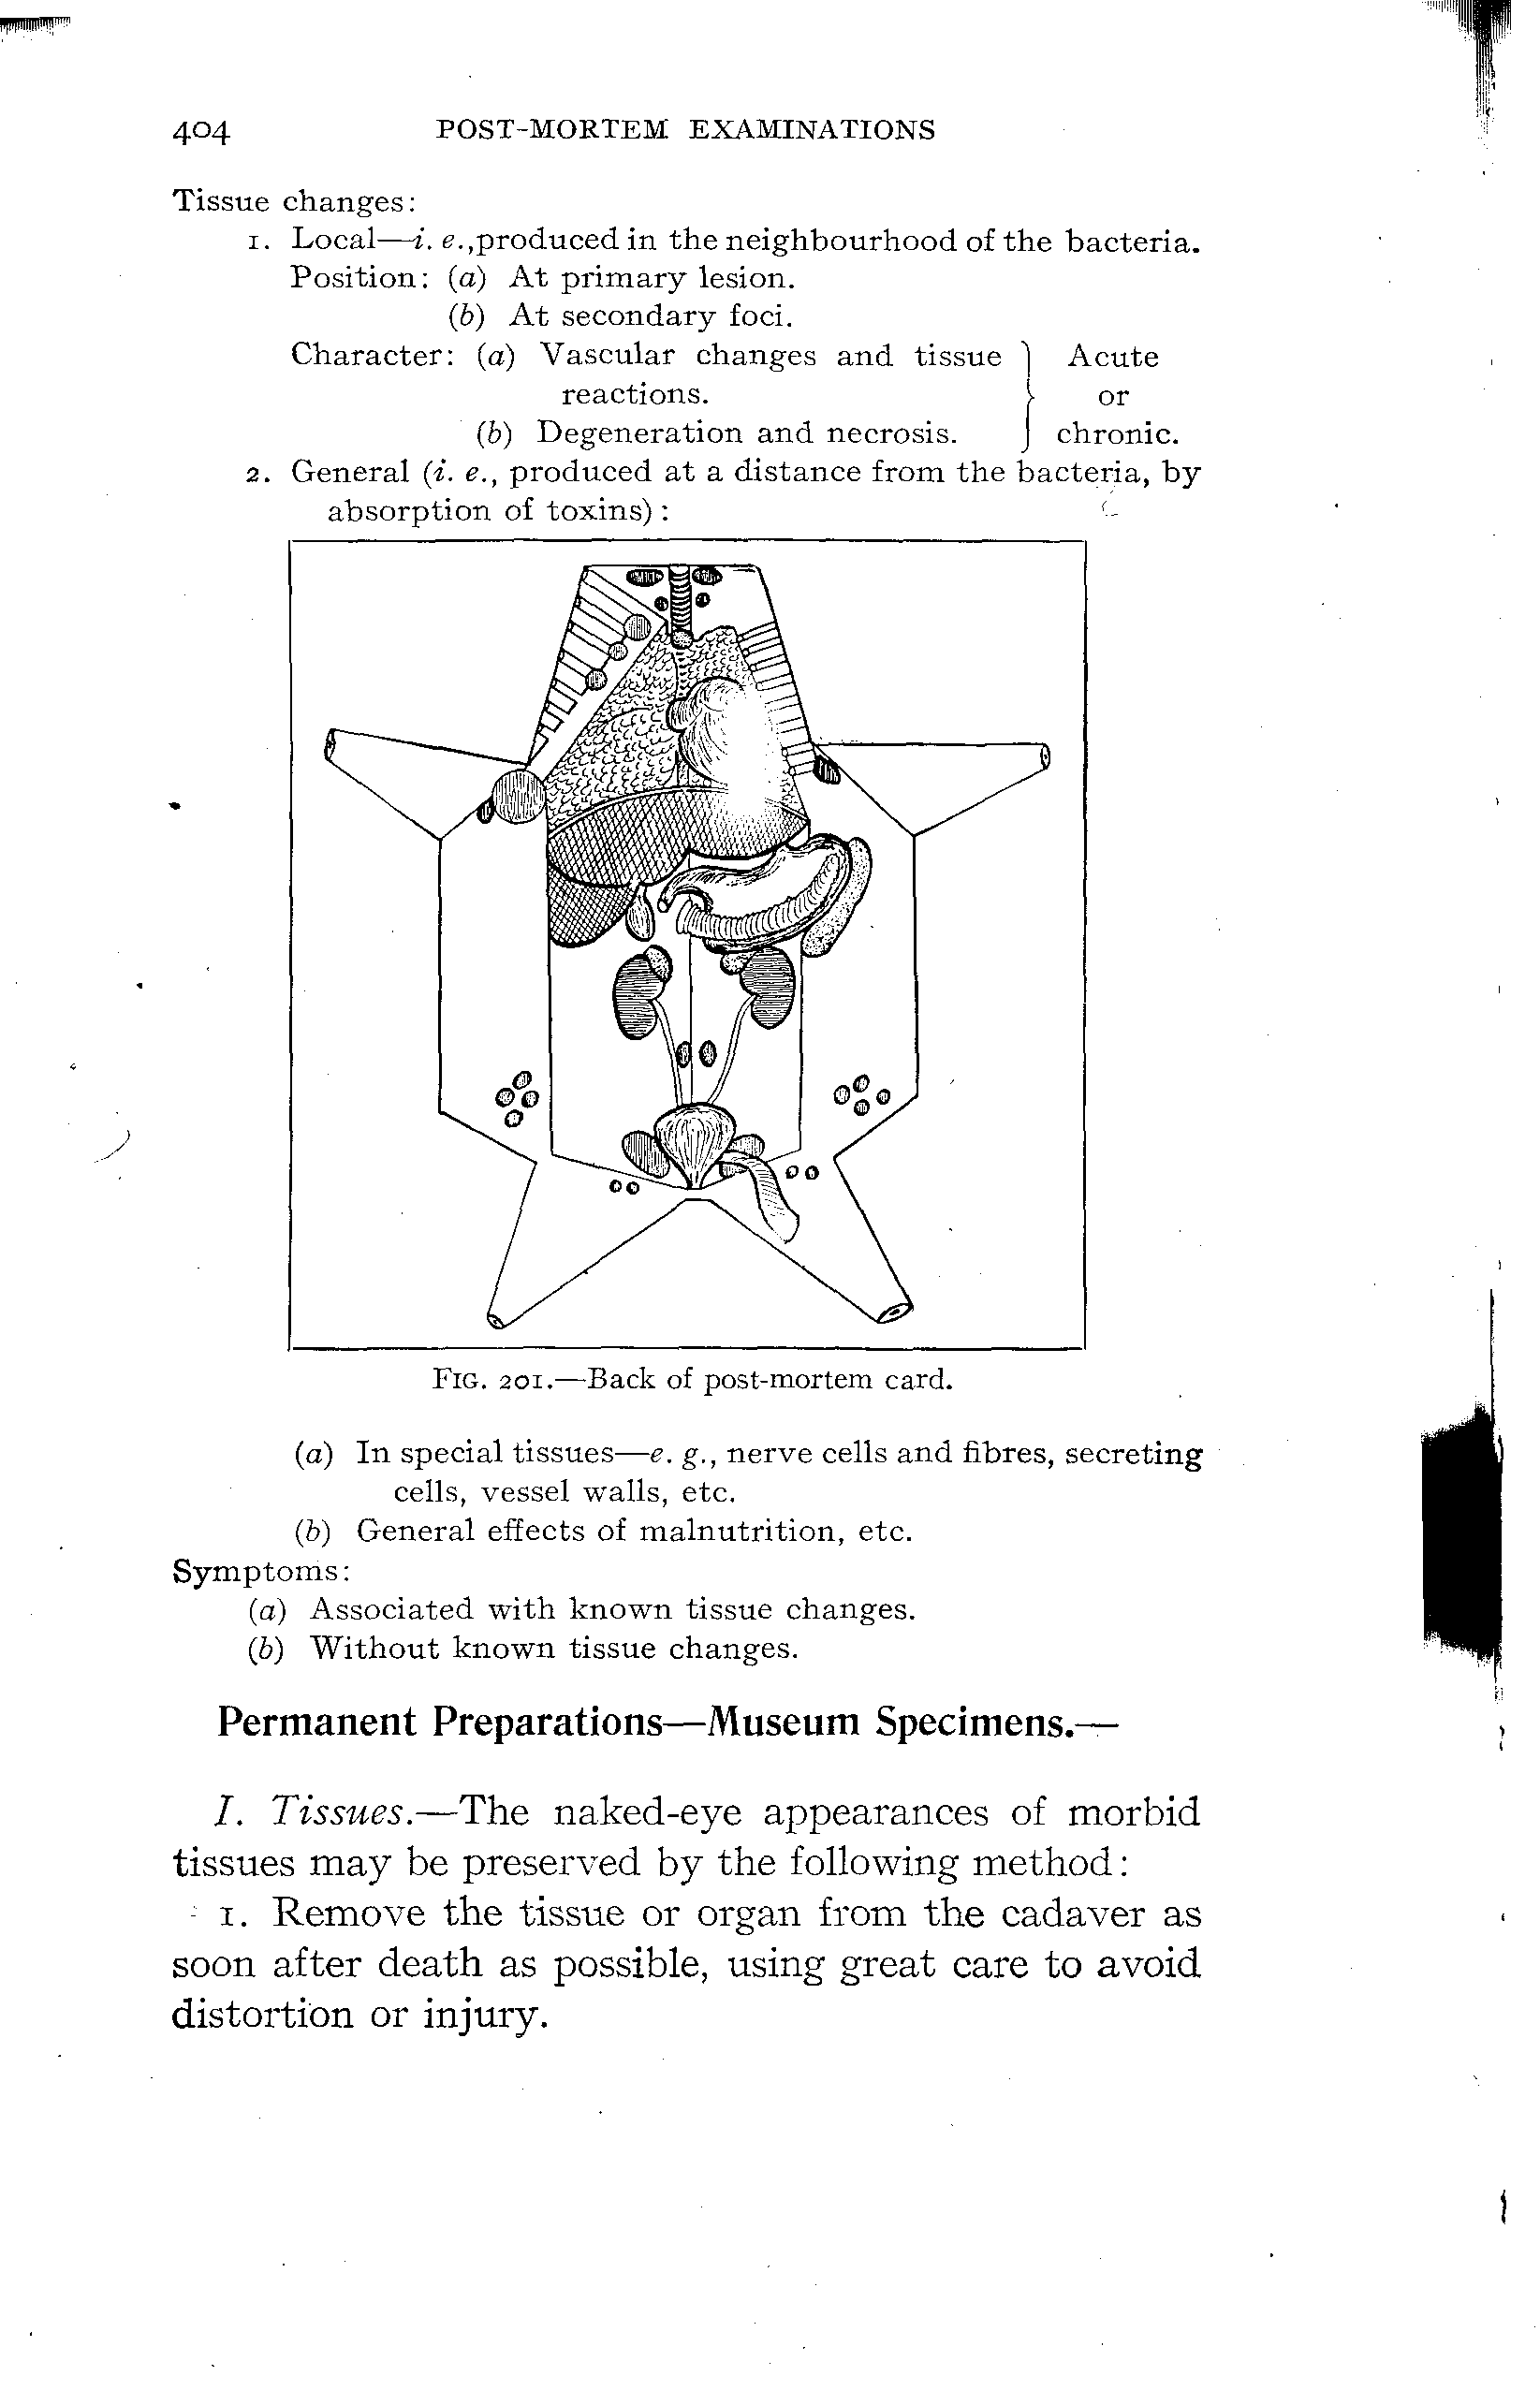 404 POST-MORTEM EXAMINATIONS
Tissue changes:
1. Local—i. e.,produced in the neighbourhood of the bacteria.
Position: (a) At primary lesion.
(b) At secondary foci.
Character: (a) Vascular changes and tissue } Acute
reactions. or
(b) Degeneration and necrosis. chronic.
2. General (i. e., produced at a distance from the bacteria, by
absorption of toxins):
FIG. 201.—Back of post-mortem card.
(a) In special tissues—e. g., nerve cells and fibres, secreting
cells, vessel walls, etc.
(b) General effects of malnutrition, etc.
Symptoms:
(a) Associated with known tissue changes.
(b) Without known tissue changes.
Permanent Preparations—Museum Specimens.—
I. Tissues.—The naked-eye appearances of morbid
tissues may be preserved by the following method:
1. Remove the tissue or organ from the cadaver as
soon after death as possible, using great care to avoid
distortion or injury.